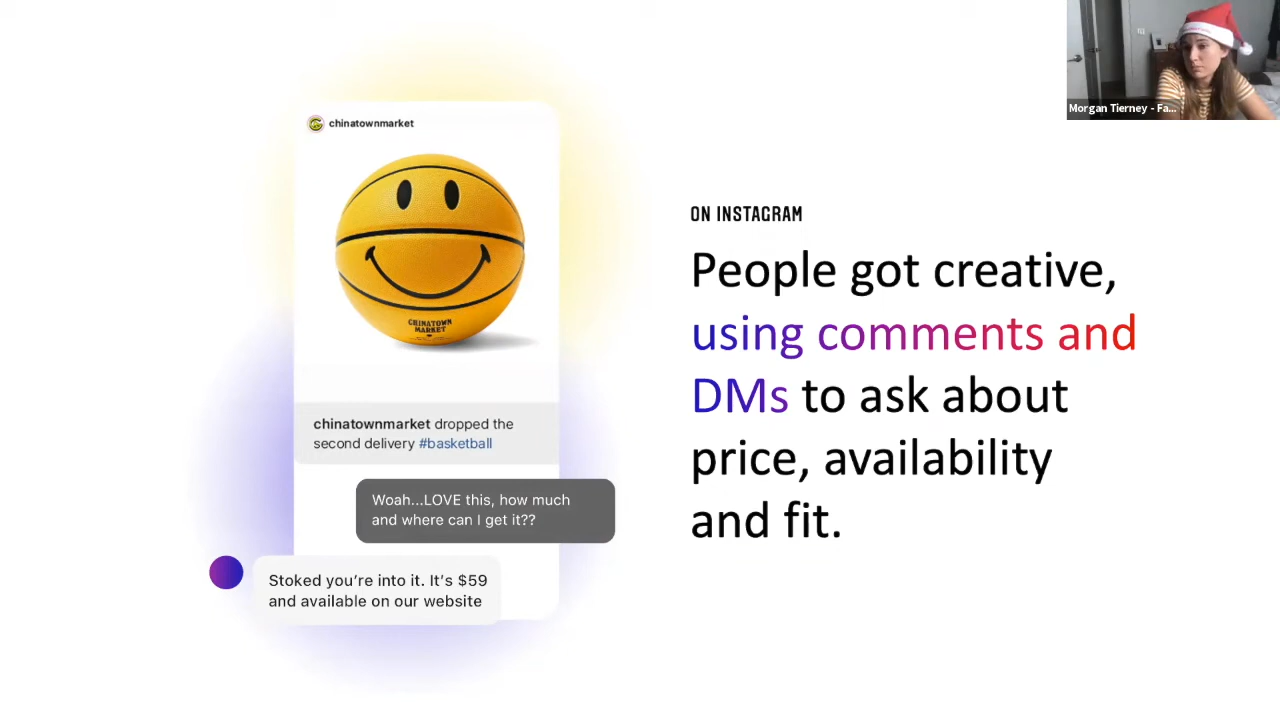 Morgan Tierney - Fa...
chinatownmarket
CHINATOWN
MARKET
chinatownmarket dropped the
second delivery #basketball
Woah...LOVE this, how much
and where can I get it??
Stoked you’re into it. It’s $59
and available on our website
ON INSTAGRAM
People got creative,
using comments and
DMs to ask about
price, availability
and fit.